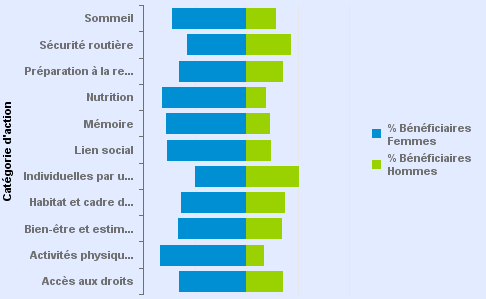 Catégorie d'action
Sommeil
Sécurité routière
Préparation à la re...
Nutrition
Mémoire
Lien social
Individuelles par u...
Habitat et cadre d...
Bien-être et estim...
Activités physiqu...
Accès aux droits
% Bénéficiaires
Femmes
% Bénéficiaires
Hommes